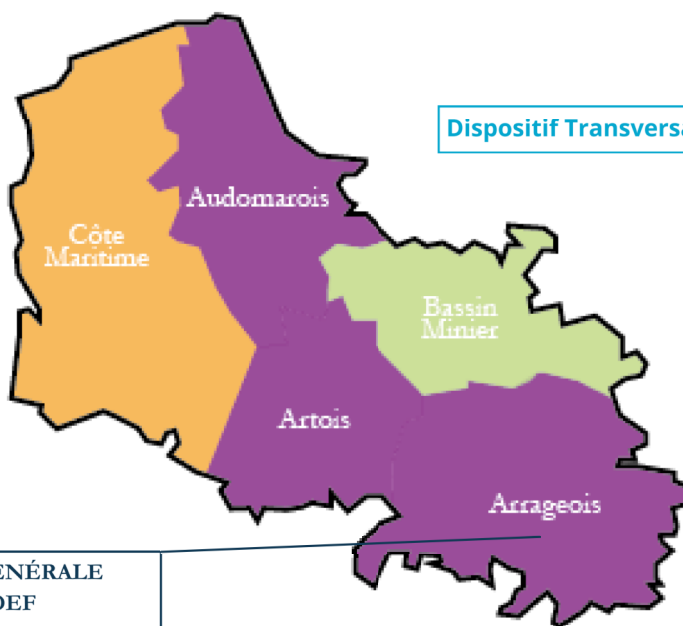 Dispositif Transversa
Audomarois
Côte
Maritime
Bassin
Minier
Artois
Arrageois
ENÉRALE
DEF